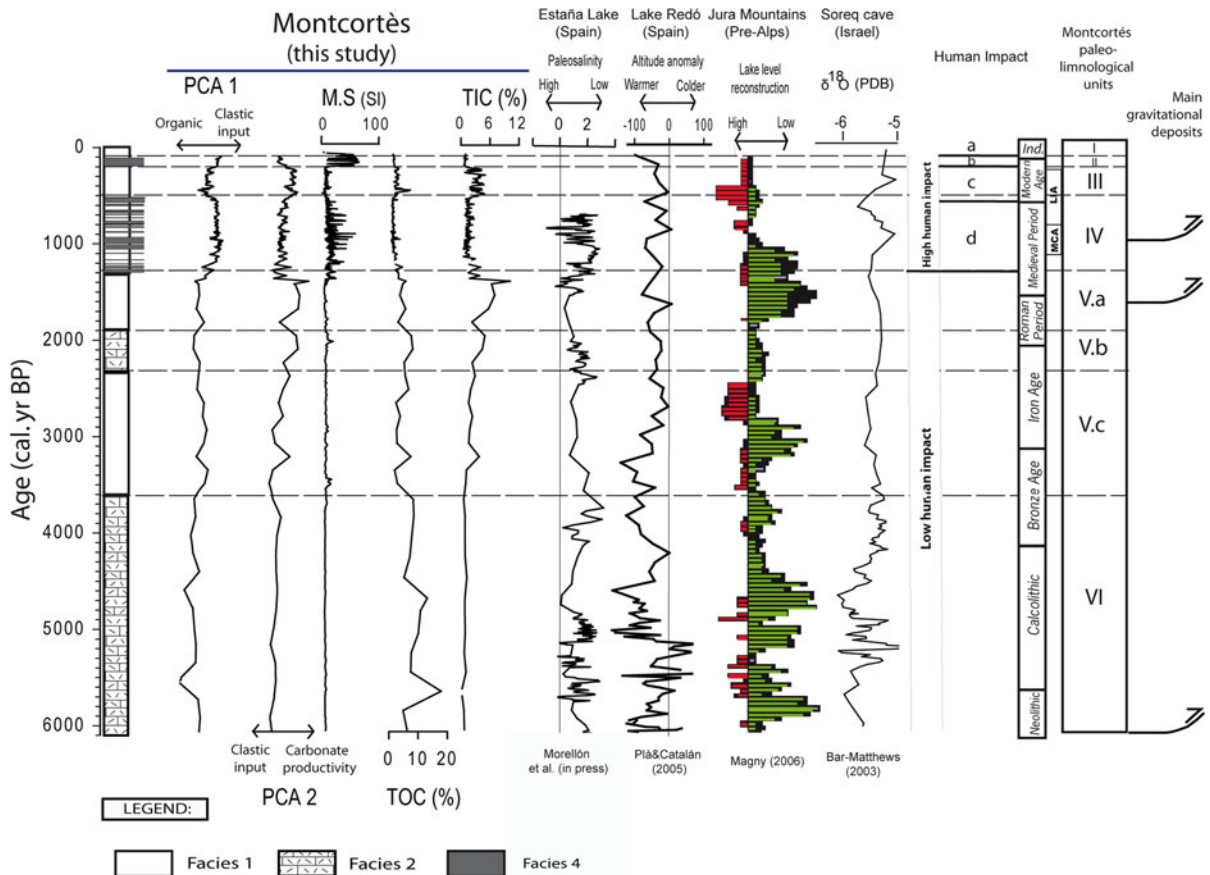 Montcortès
(this study)
Estaña Lake
(Spain)
Lake Redó
(Spain)
Jura Mountains
(Pre-Alps)
Soreq cave
(Israel)
Human Impact
Montcortés
paleo-
limnological
units
Main
gravitational
deposits
PCA 1
Organic
Clastic
input
M.S (SI)
0 100
TIC (%)
0 6 12
Paleosalinity
High Low
0 2
Altitude anomaly
Warmer Colder
-100 0 100
Lake level
reconstruction
High Low
δ18O (PDB)
-6 -5
Age (cal. yr BP)
0
1000
2000
3000
4000
5000
6000
High human impact
Low human impact
a
b
c
d
Ind.
Modern
Age
Medieval Period
Roman
Period
Iron Age
Bronze Age
Calcolithic
Neolithic
LIA
MCA
I
II
III
IV
V.a
V.b
V.c
VI
Clastic
input
Carbonate
productivity
PCA 2
0 20
TOC (%)
Morellón
et al. (in press)
Plà&Catalán
(2005)
Magny (2006)
Bar-Matthews
(2003)
LEGEND:
Facies 1
Facies 2
Facies 4